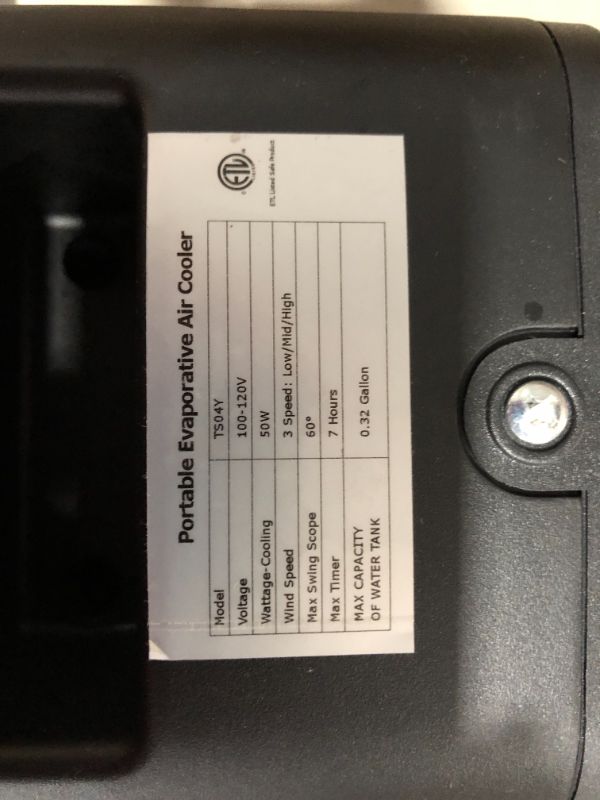 Portable Evaporative Air Cooler
ETL
ETL Listed Safe Product
Model TS04Y
Voltage 100-120V
Wattage-Cooling 50W
Wind Speed 3 Speed: Low/Mid/High
Max Swing Scope 60°
Max Timer 7 Hours
MAX CAPACITY
OF WATER TANK 0.32 Gallon